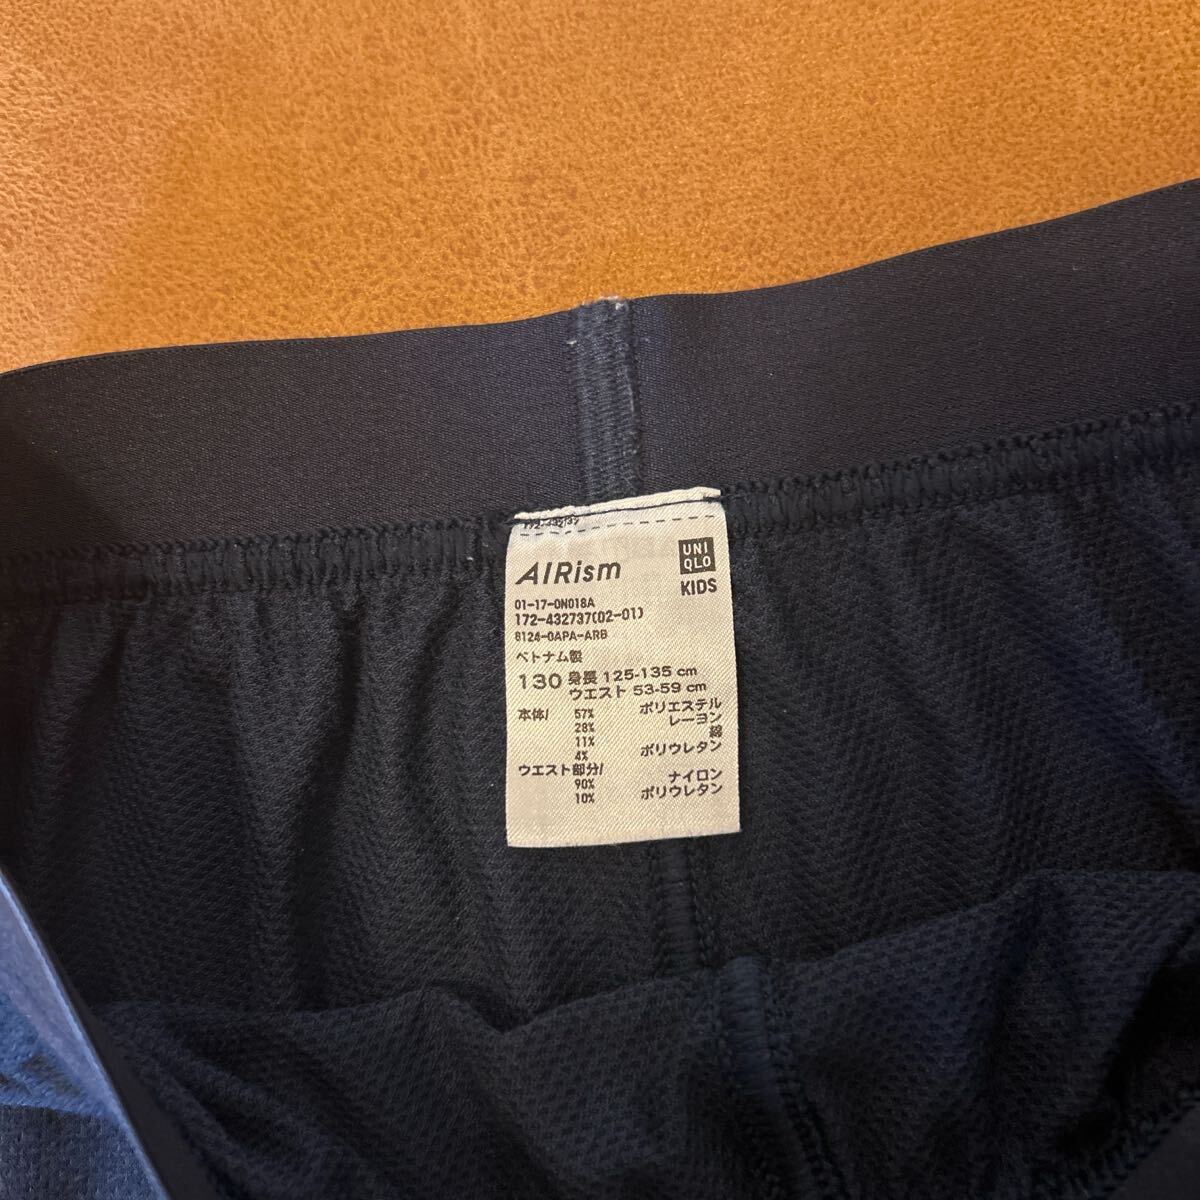 172-432737
AIRism
UNI
QLO
KIDS
01-17-0N018A
172-432737(02-01)
8124-0APA-ARB
ベトナム製
130 身長 125-135 cm
ウエスト 53-59 cm
本体/ 57% ポリエステル
28% レーヨン
11% 綿
4% ポリウレタン
ウエスト部分/
90% ナイロン
10% ポリウレタン